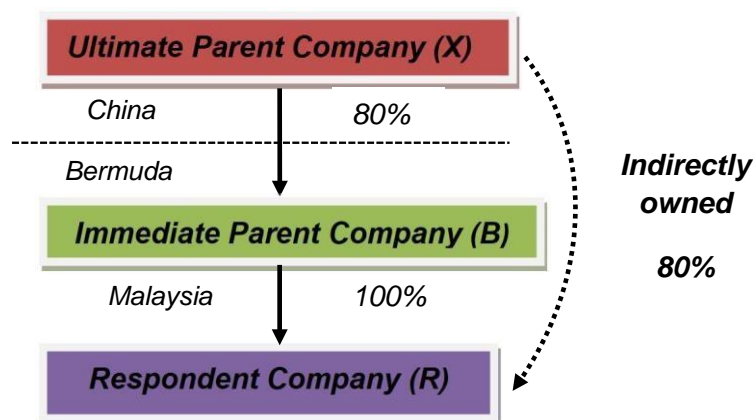 Ultimate Parent Company (X)
China 80%
Bermuda
Indirectly
owned
80%
Immediate Parent Company (B)
Malaysia 100%
Respondent Company (R)